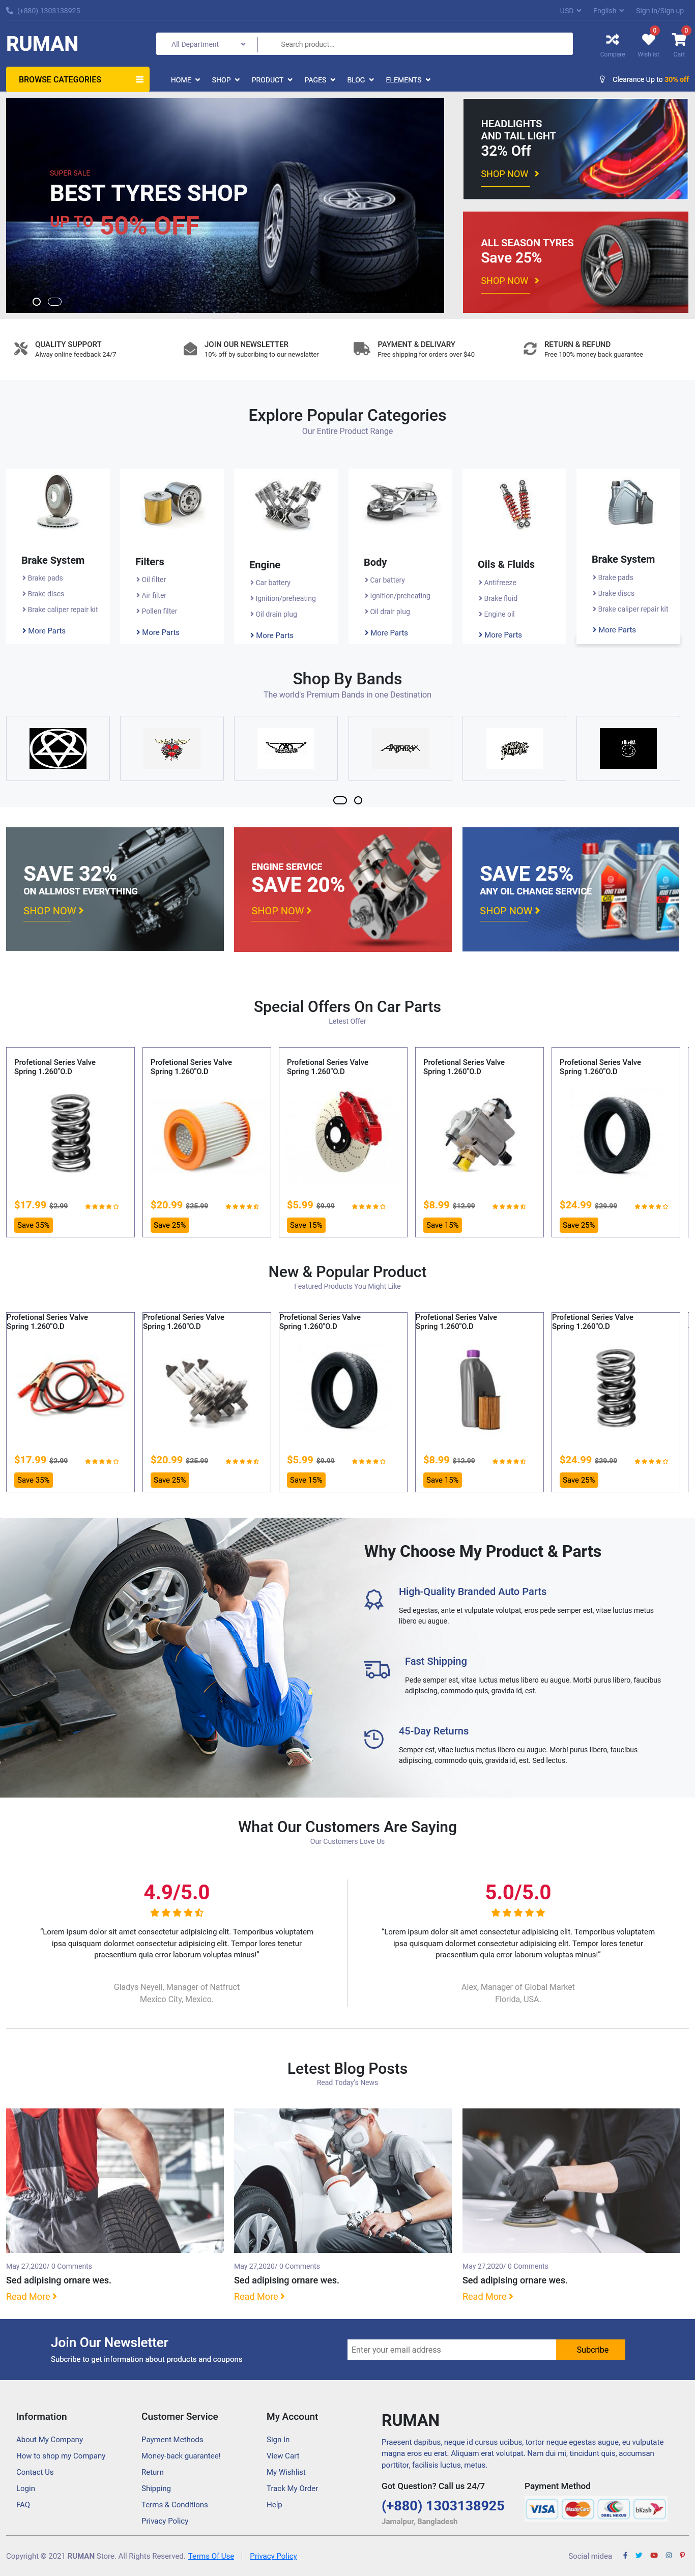 (+880) 1303138925
USD English Sign in/Sign up
RUMAN
All Department
Search product...
0
0
Compare Wishlist Cart
BROWSE CATEGORIES
HOME SHOP PRODUCT PAGES BLOG ELEMENTS
Clearance Up to 30% off
SUPER SALE
BEST TYRES SHOP
UP TO 50% OFF
HEADLIGHTS
AND TAIL LIGHT
32% Off
SHOP NOW
ALL SEASON TYRES
Save 25%
SHOP NOW
QUALITY SUPPORT
Alway online feedback 24/7
JOIN OUR NEWSLETTER
10% off by subcribing to our newslatter
PAYMENT & DELIVARY
Free shipping for orders over $40
RETURN & REFUND
Free 100% money back guarantee
Explore Popular Categories
Our Entire Product Range
Brake System
Brake pads
Brake discs
Brake caliper repair kit
More Parts
Filters
Oil filter
Air filter
Pollen filter
More Parts
Engine
Car battery
Ignition/preheating
Oil drain plug
More Parts
Body
Car battery
Ignition/preheating
Oil drair plug
More Parts
Oils & Fluids
Antifreeze
Brake fluid
Engine oil
More Parts
Brake System
Brake pads
Brake discs
Brake caliper repair kit
More Parts
Shop By Bands
The world's Premium Bands in one Destination
ANTHRAX
SAVE 32%
ON ALLMOST EVERYTHING
SHOP NOW
ENGINE SERVICE
SAVE 20%
SHOP NOW
SAVE 25%
ANY OIL CHANGE SERVICE
SHOP NOW
Special Offers On Car Parts
Letest Offer
Profetional Series Valve
Spring 1.260"O.D
$17.99 $2.99
Save 35%
Profetional Series Valve
Spring 1.260"O.D
$20.99 $25.99
Save 25%
Profetional Series Valve
Spring 1.260"O.D
$5.99 $9.99
Save 15%
Profetional Series Valve
Spring 1.260"O.D
$8.99 $12.99
Save 15%
Profetional Series Valve
Spring 1.260"O.D
$24.99 $29.99
Save 25%
New & Popular Product
Featured Products You Might Like
Profetional Series Valve
Spring 1.260"O.D
$17.99 $2.99
Save 35%
Profetional Series Valve
Spring 1.260"O.D
$20.99 $25.99
Save 25%
Profetional Series Valve
Spring 1.260"O.D
$5.99 $9.99
Save 15%
Profetional Series Valve
Spring 1.260"O.D
$8.99 $12.99
Save 15%
Profetional Series Valve
Spring 1.260"O.D
$24.99 $29.99
Save 25%
Why Choose My Product & Parts
High-Quality Branded Auto Parts
Sed egestas, ante et vulputate volutpat, eros pede semper est, vitae luctus metus
libero eu augue.
Fast Shipping
Pede semper est, vitae luctus metus libero eu augue. Morbi purus libero, faucibus
adipiscing, commodo quis, gravida id, est.
45-Day Returns
Semper est, vitae luctus metus libero eu augue. Morbi purus libero, faucibus
adipiscing, commodo quis, gravida id, est. Sed lectus.
What Our Customers Are Saying
Our Customers Love Us
4.9/5.0
"Lorem ipsum dolor sit amet consectetur adipisicing elit. Temporibus voluptatem
ipsa quisquam dolormet consectetur adipisicing elit. Tempor lores tenetur
praesentium quia error laborum voluptas minus!"
Gladys Neyeli, Manager of Natfruct
Mexico City, Mexico.
5.0/5.0
"Lorem ipsum dolor sit amet consectetur adipisicing elit. Temporibus voluptatem
ipsa quisquam dolormet consectetur adipisicing elit. Tempor lores tenetur
praesentium quia error laborum voluptas minus!"
Alex, Manager of Global Market
Florida, USA.
Letest Blog Posts
Read Today's News
May 27,2020/ 0 Comments
Sed adipising ornare wes.
Read More
May 27,2020/ 0 Comments
Sed adipising ornare wes.
Read More
May 27,2020/ 0 Comments
Sed adipising ornare wes.
Read More
Join Our Newsletter
Subcribe to get information about products and coupons
Enter your email address
Subcribe
Information
About My Company
How to shop my Company
Contact Us
Login
FAQ
Customer Service
Payment Methods
Money-back guarantee!
Return
Shipping
Terms & Conditions
Privacy Policy
My Account
Sign In
View Cart
My Wishlist
Track My Order
Help
RUMAN
Praesent dapibus, neque id cursus ucibus, tortor neque egestas augue, eu vulputate
magna eros eu erat. Aliquam erat volutpat. Nam dui mi, tincidunt quis, accumsan
porttitor, facilisis luctus, metus.
Got Question? Call us 24/7
(+880) 1303138925
Jamalpur, Bangladesh
Payment Method
VISA MasterCard DBBL NEXUS bKash
Copyright © 2021 RUMAN Store. All Rights Reserved. Terms Of Use | Privacy Policy
Social midea